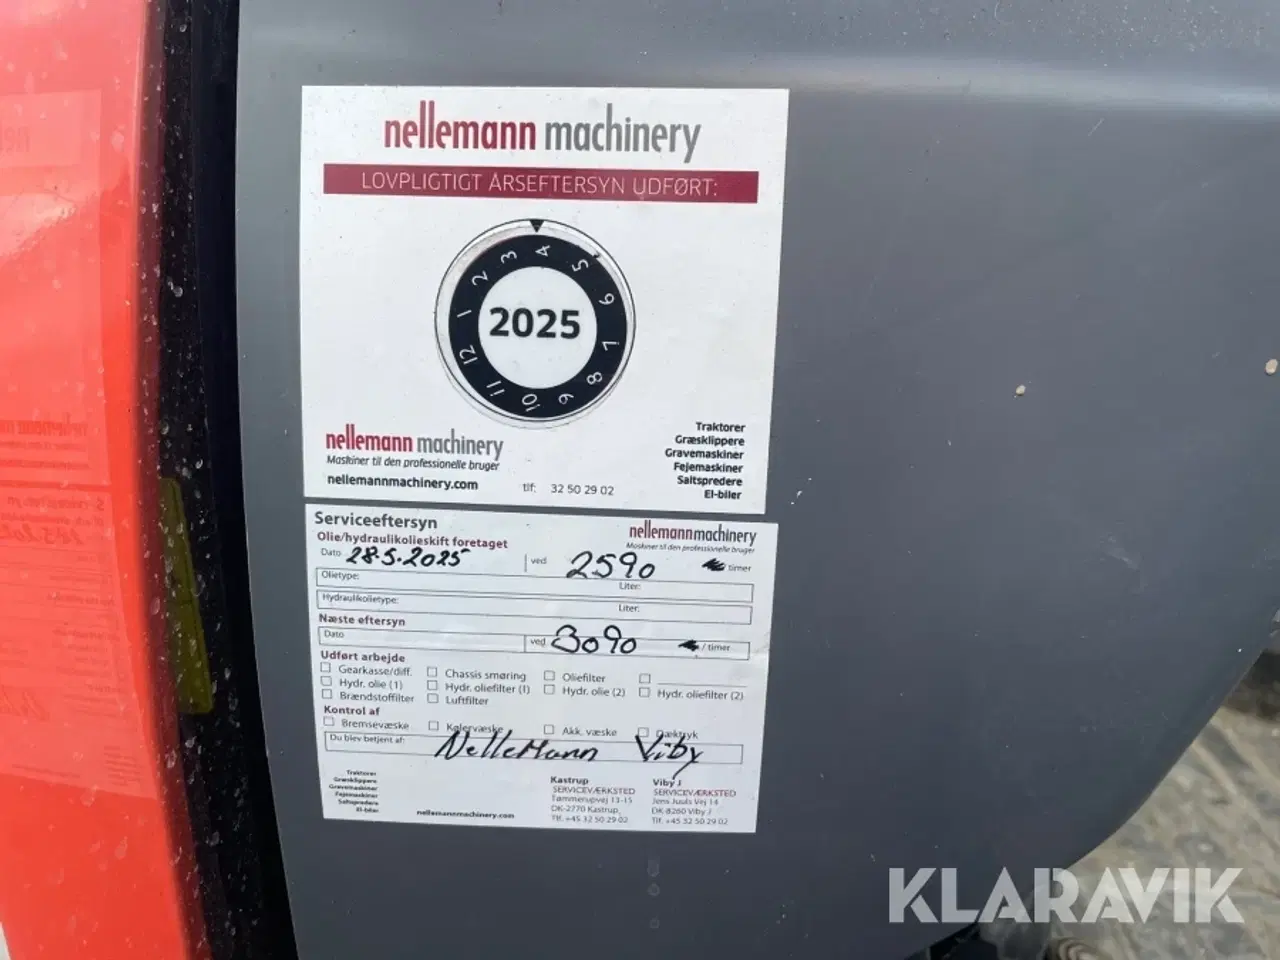 nellemann machinery
LOVPLIGTIGT ÅRSEFTERSYN UDFØRT:
1 2 3 4 5 6 7 8 9 10 11 12
2025
nellemann machinery
Maskiner til den professionelle bruger
nellemannmachinery.com
tlf: 32 50 29 02
Traktorer
Græsklippere
Gravemaskiner
Fejemaskiner
Saltspredere
El-biler
Serviceeftersyn
nellemann machinery
Maskiner til den professionelle bruger
Olie/hydraulikolieskift foretaget
Dato 28.5.2025 ved 2590 timer
Olietype: Liter:
Hydraulikolietype: Liter:
Næste eftersyn
Dato ved 3090 / timer
Udført arbejde
Gearkasse/diff. Chassis smøring Oliefilter
Hydr. olie (1) Hydr. oliefilter (1) Hydr. olie (2) Hydr. oliefilter (2)
Brændstoffilter Luftfilter
Kontrol af
Bremsevæske Kølervæske Akk. væske Dæktryk
Du blev betjent af: Nellemann Viby
Traktorer
Græsklippere
Gravemaskiner
Fejemaskiner
Saltspredere
El-biler
nellemannmachinery.com
Kastrup
SERVICEVÆRKSTED
Tømmerupvej 13-15
DK-2770 Kastrup
Tlf. +45 32 50 29 02
Viby J
SERVICEVÆRKSTED
Jens Juuls Vej 14
DK-8260 Viby J
Tlf. +45 32 50 29 02
KLARAVIK